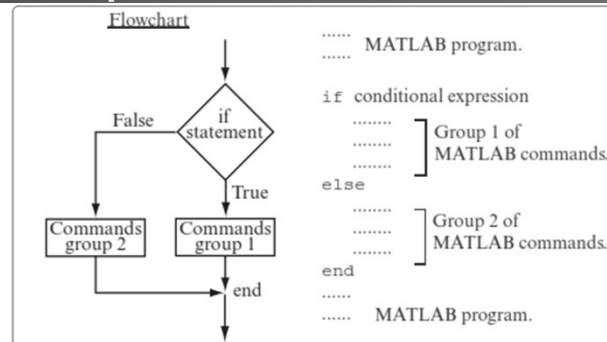 Flowchart
if
statement
False
True
Commands
group 2
Commands
group 1
end
...... 
...... MATLAB program.
if conditional expression
........
........ Group 1 of
........ MATLAB commands.
else
........
........ Group 2 of
........ MATLAB commands.
end
......
...... MATLAB program.